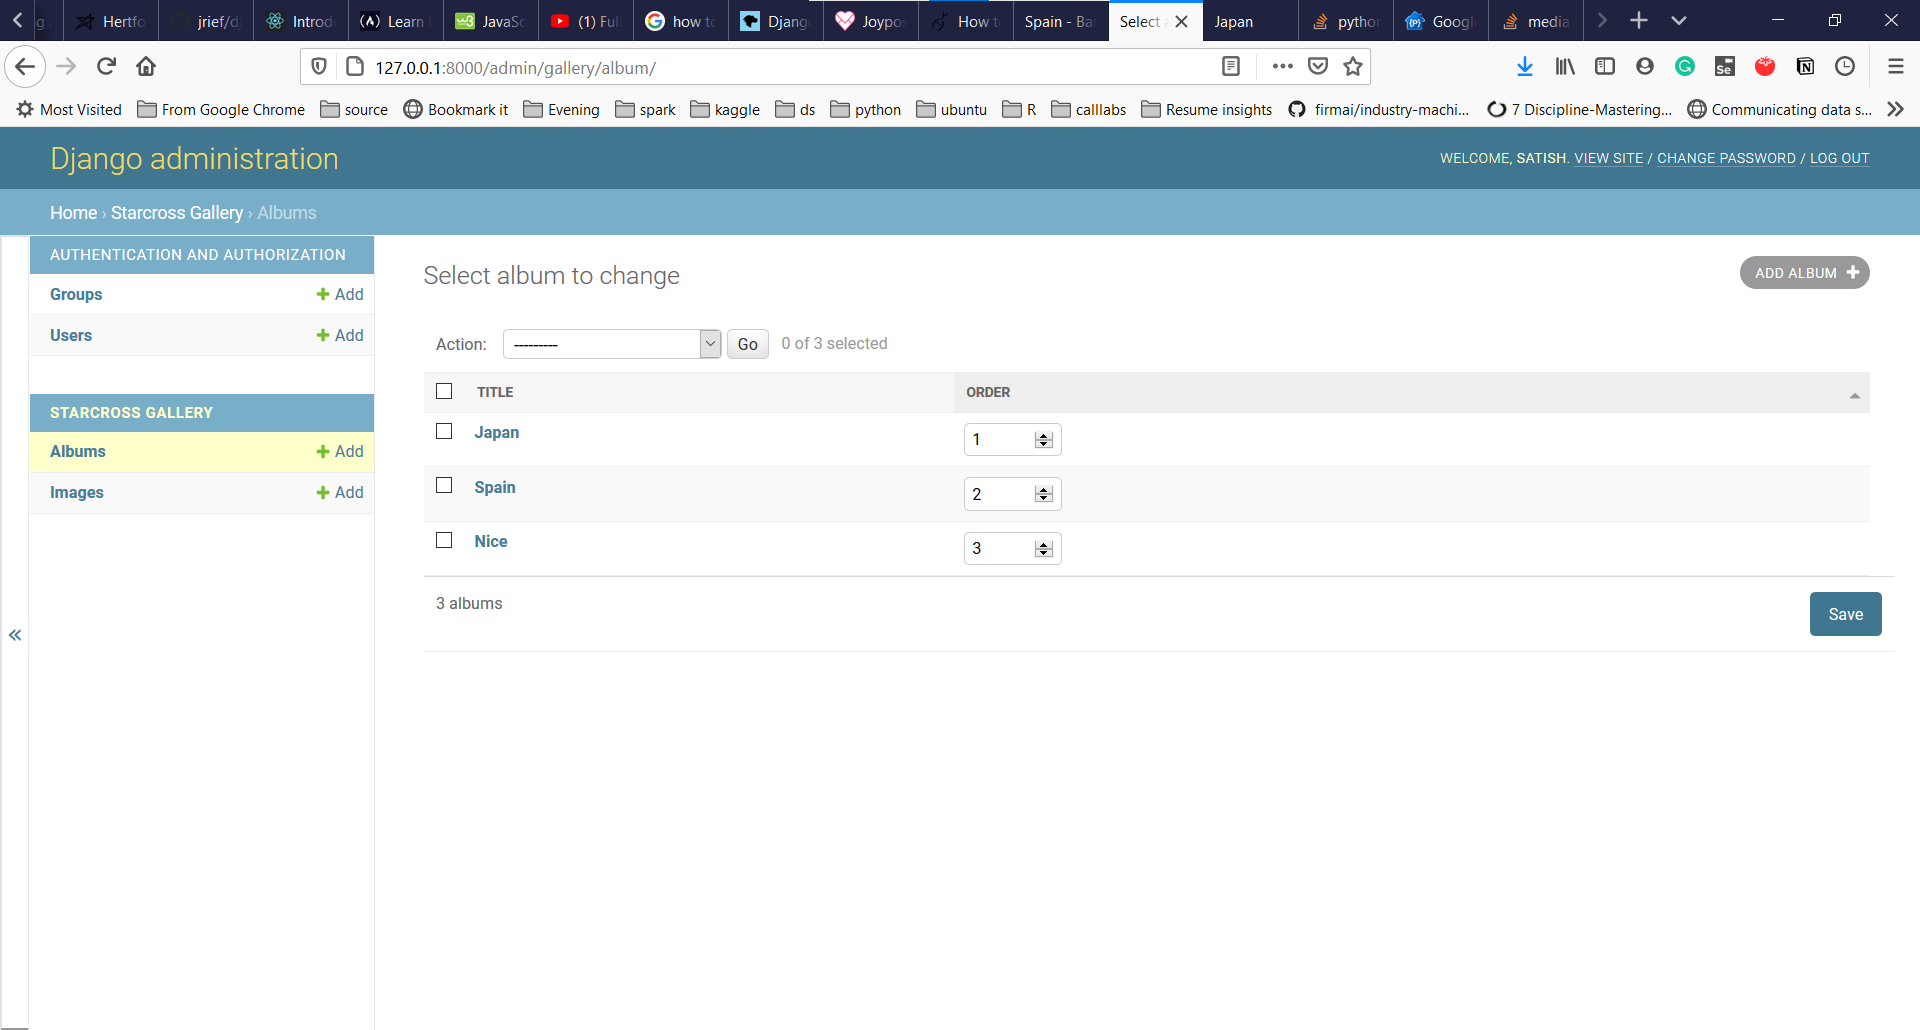 Hertfo jrief/d Introd Learn JavaSc (1) Ful how to Djang Joypo How t Spain - Ba Select Japan pytho Googl media
127.0.0.1:8000/admin/gallery/album/
Most Visited From Google Chrome source Bookmark it Evening spark kaggle ds python ubuntu R calllabs Resume insights firmai/industry-machi... 7 Discipline-Mastering... Communicating data s...
Django administration
WELCOME, SATISH. VIEW SITE / CHANGE PASSWORD / LOG OUT
Home › Starcross Gallery › Albums
AUTHENTICATION AND AUTHORIZATION
Groups Add
Users Add
STARCROSS GALLERY
Albums Add
Images Add
Select album to change
ADD ALBUM
Action: --------- Go 0 of 3 selected
TITLE ORDER
Japan 1
Spain 2
Nice 3
3 albums
Save